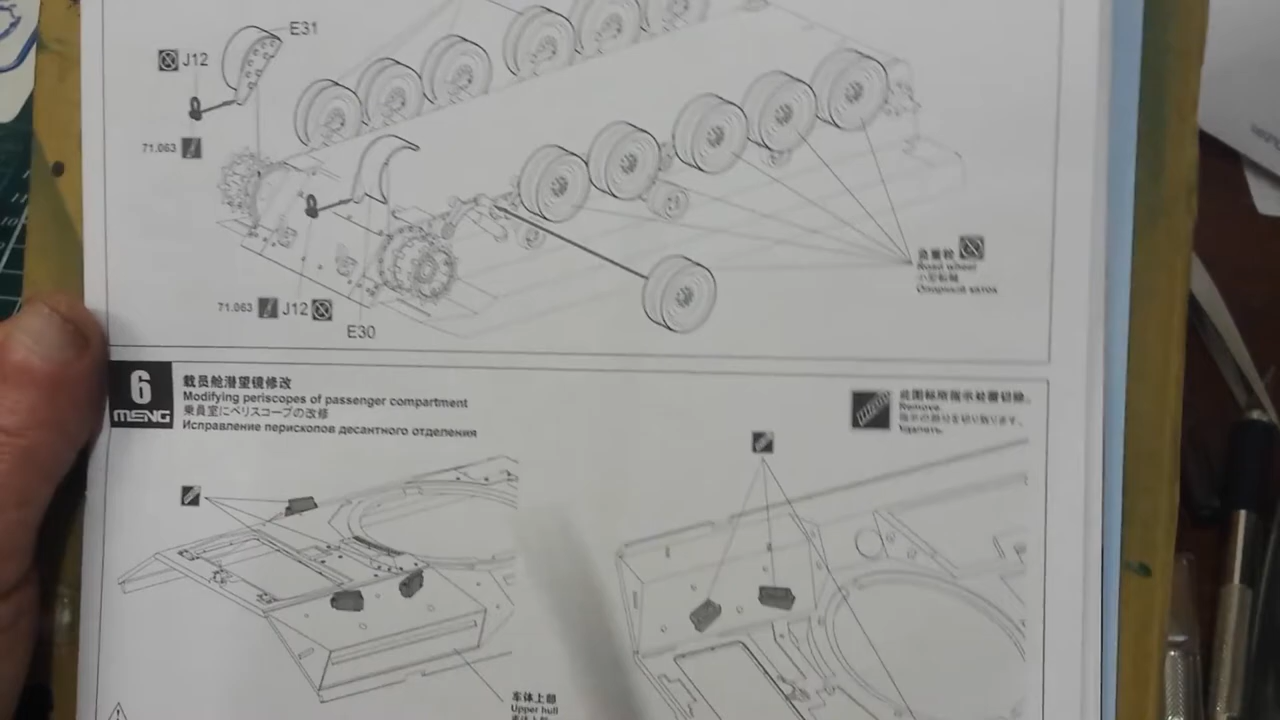 E31
J12
71.063
负重轮
Road wheel
Опорный каток
71.063 J12
E30
6
MENG
载员舱潜望镜修改
Modifying periscopes of passenger compartment
乗員室にペリスコープの改修
Исправление перископов десантного отделения
Remove.
Удалить.
车体上部
Upper hull